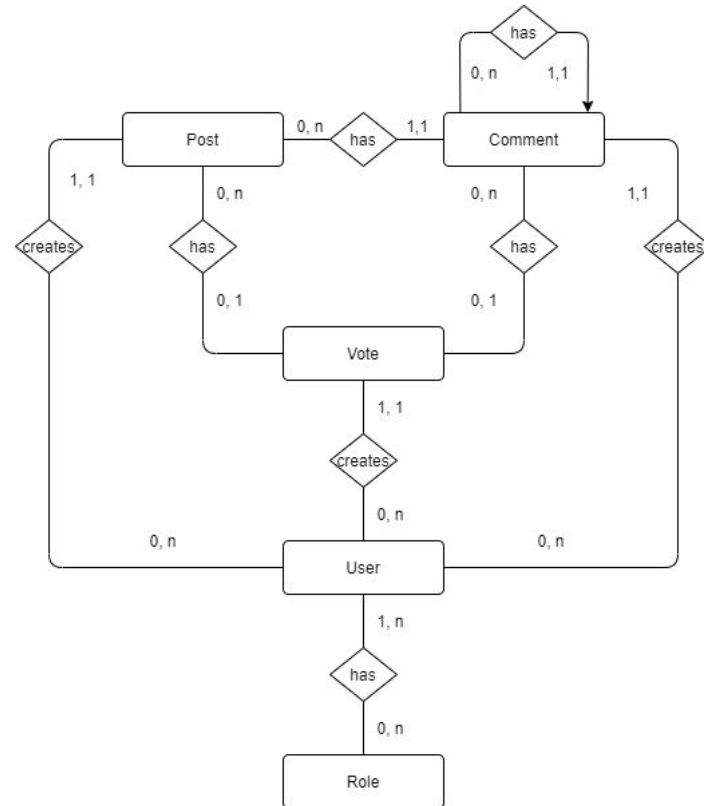 has
0, n
1,1
Post
0, n
has
1,1
Comment
1, 1
0, n
0, n
1,1
creates
has
has
creates
0, 1
0, 1
Vote
1, 1
creates
0, n
0, n
0, n
User
1, n
has
0, n
Role